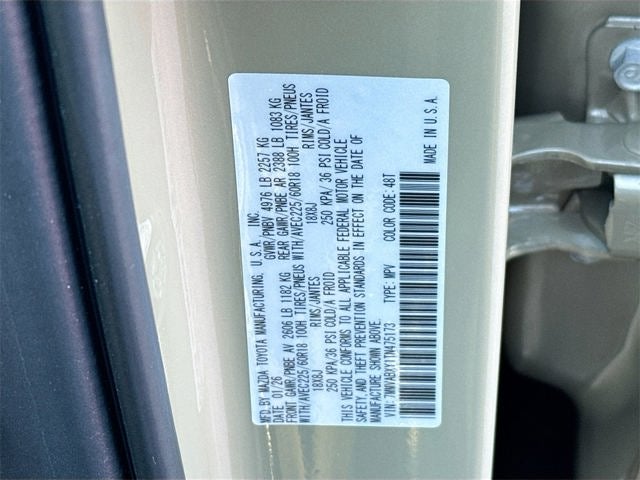 MFD.BY MAZDA TOYOTA MANUFACTURING, U.S.A., INC.
01/26 GVWR/PNBV 4976 LB 2257 KG
FRONT GAWR/PNBE AV 2606 LB 1182 KG REAR GAWR/PNBE AR 2388 LB 1083 KG
WITH/AVEC225/60R18 100H TIRES/PNEUS WITH/AVEC225/60R18 100H TIRES/PNEUS
18X8J RIMS/JANTES 18X8J RIMS/JANTES
250 KPA/36 PSI COLD/A FROID 250 KPA/36 PSI COLD/A FROID
THIS VEHICLE CONFORMS TO ALL APPLICABLE FEDERAL MOTOR VEHICLE
SAFETY AND THEFT PREVENTION STANDARDS IN EFFECT ON THE DATE OF
MANUFACTURE SHOWN ABOVE.
VIN: TYPE: MPV COLOR CODE: 48T
MADE IN U.S.A.